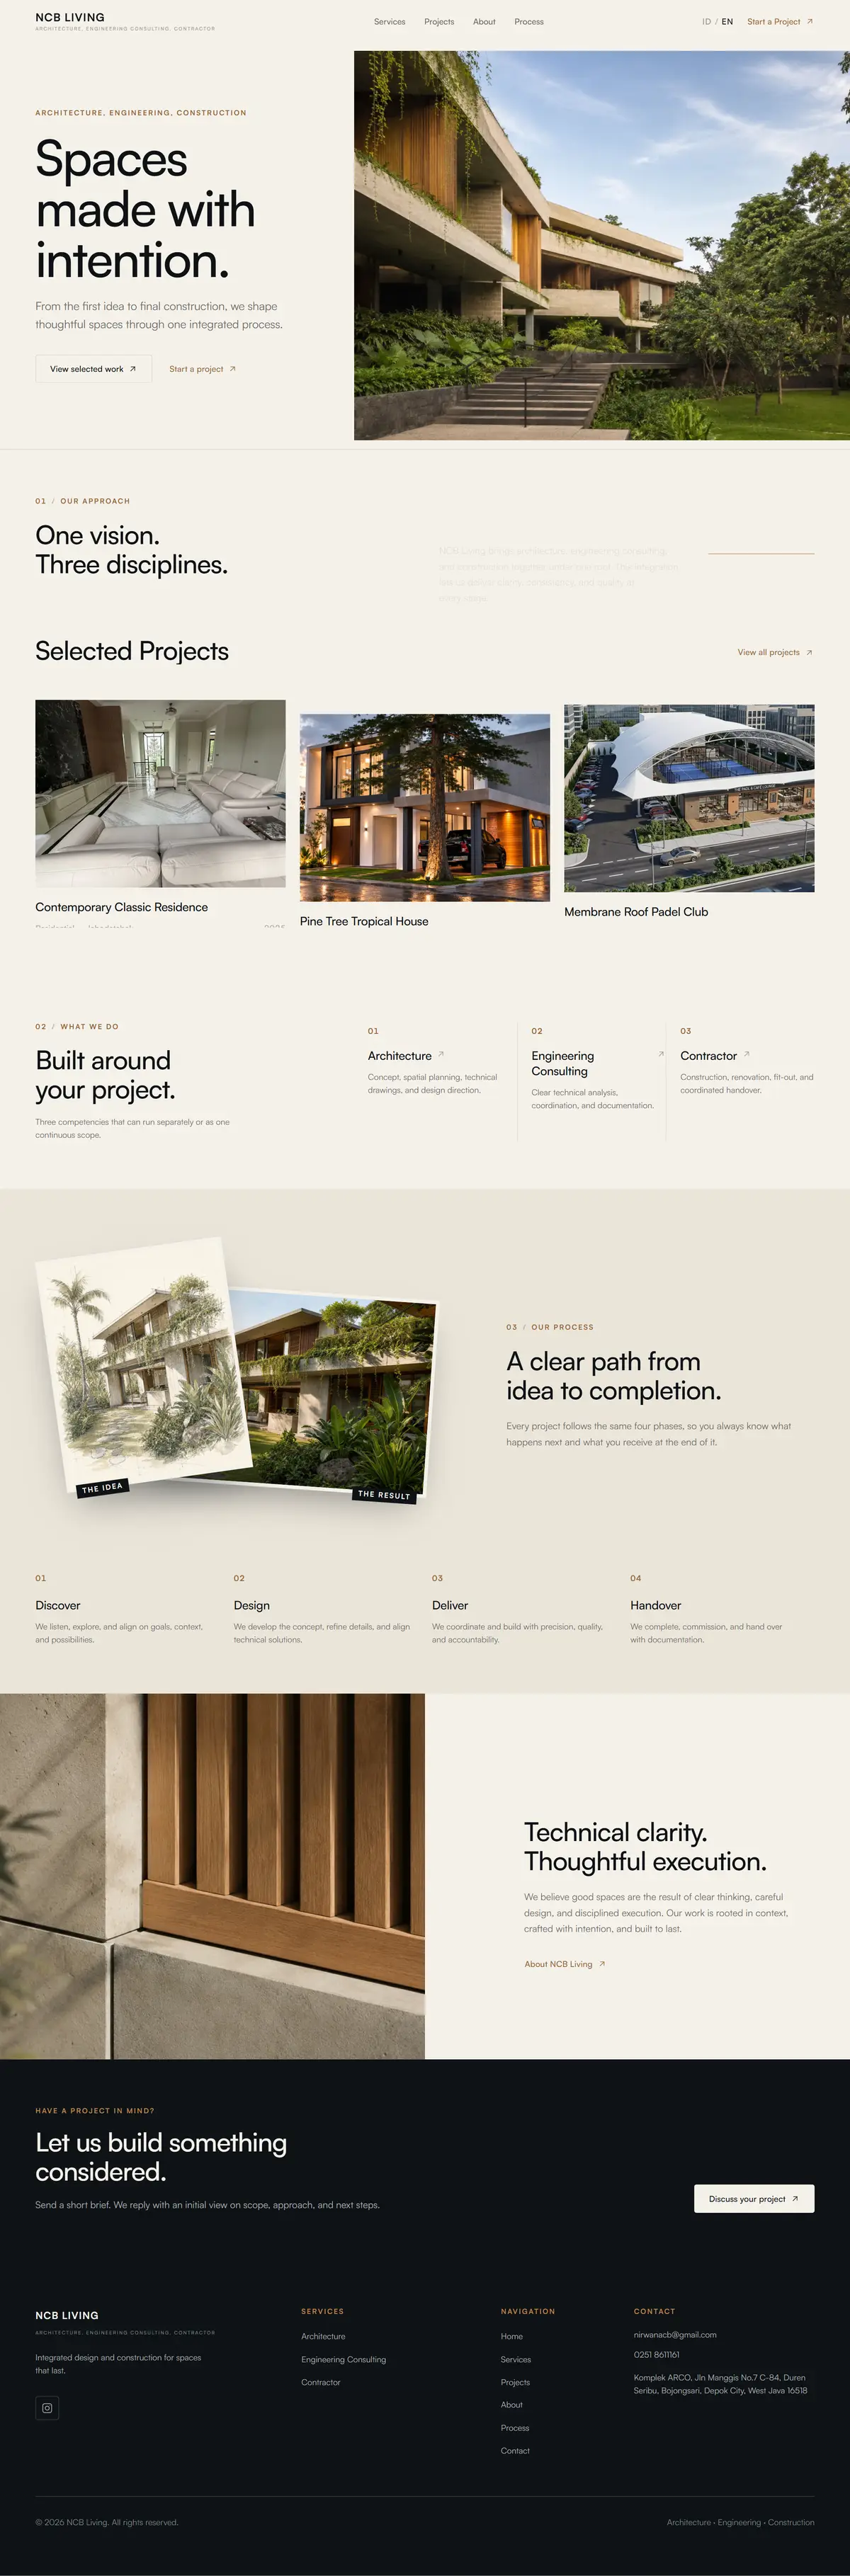 NCB LIVING
ARCHITECTURE, ENGINEERING CONSULTING, CONTRACTOR
Services
Projects
About
Process
ID / EN
Start a Project
ARCHITECTURE, ENGINEERING, CONSTRUCTION
Spaces
made with
intention.
From the first idea to final construction, we shape
thoughtful spaces through one integrated process.
View selected work
Start a project
01 / OUR APPROACH
One vision.
Three disciplines.
NCB Living brings architecture, engineering consulting,
every detail.
Selected Projects
View all projects
Contemporary Classic Residence
Pine Tree Tropical House
Membrane Roof Padel Club
02 / WHAT WE DO
Built around
your project.
Three competencies that can run separately or as one
continuous scope.
01
Architecture
Concept, spatial planning, technical
drawings, and design direction.
02
Engineering
Consulting
Clear technical analysis,
coordination, and documentation.
03
Contractor
Construction, renovation, fit-out, and
coordinated handover.
THE IDEA
THE RESULT
03 / OUR PROCESS
A clear path from
idea to completion.
Every project follows the same four phases, so you always know what
happens next and what you receive at the end of it.
01
Discover
We listen, explore, and align on goals, context,
and possibilities.
02
Design
We develop the concept, refine details, and align
technical solutions.
03
Deliver
We coordinate and build with precision, quality,
and accountability.
04
Handover
We complete, commission, and hand over
with documentation.
Technical clarity.
Thoughtful execution.
We believe good spaces are the result of clear thinking, careful
design, and disciplined execution. Our work is rooted in context,
crafted with intention, and built to last.
About NCB Living
HAVE A PROJECT IN MIND?
Let us build something
considered.
Send a short brief. We reply with an initial view on scope, approach, and next steps.
Discuss your project
NCB LIVING
ARCHITECTURE, ENGINEERING CONSULTING, CONTRACTOR
Integrated design and construction for spaces
that last.
SERVICES
Architecture
Engineering Consulting
Contractor
NAVIGATION
Home
Services
Projects
About
Process
Contact
CONTACT
nirwanacb@gmail.com
0251 8611161
Komplek ARCO, Jln Manggis No.7 C-84, Duren
Seribu, Bojongsari, Depok City, West Java 16518
© 2026 NCB Living. All rights reserved.
Architecture · Engineering · Construction